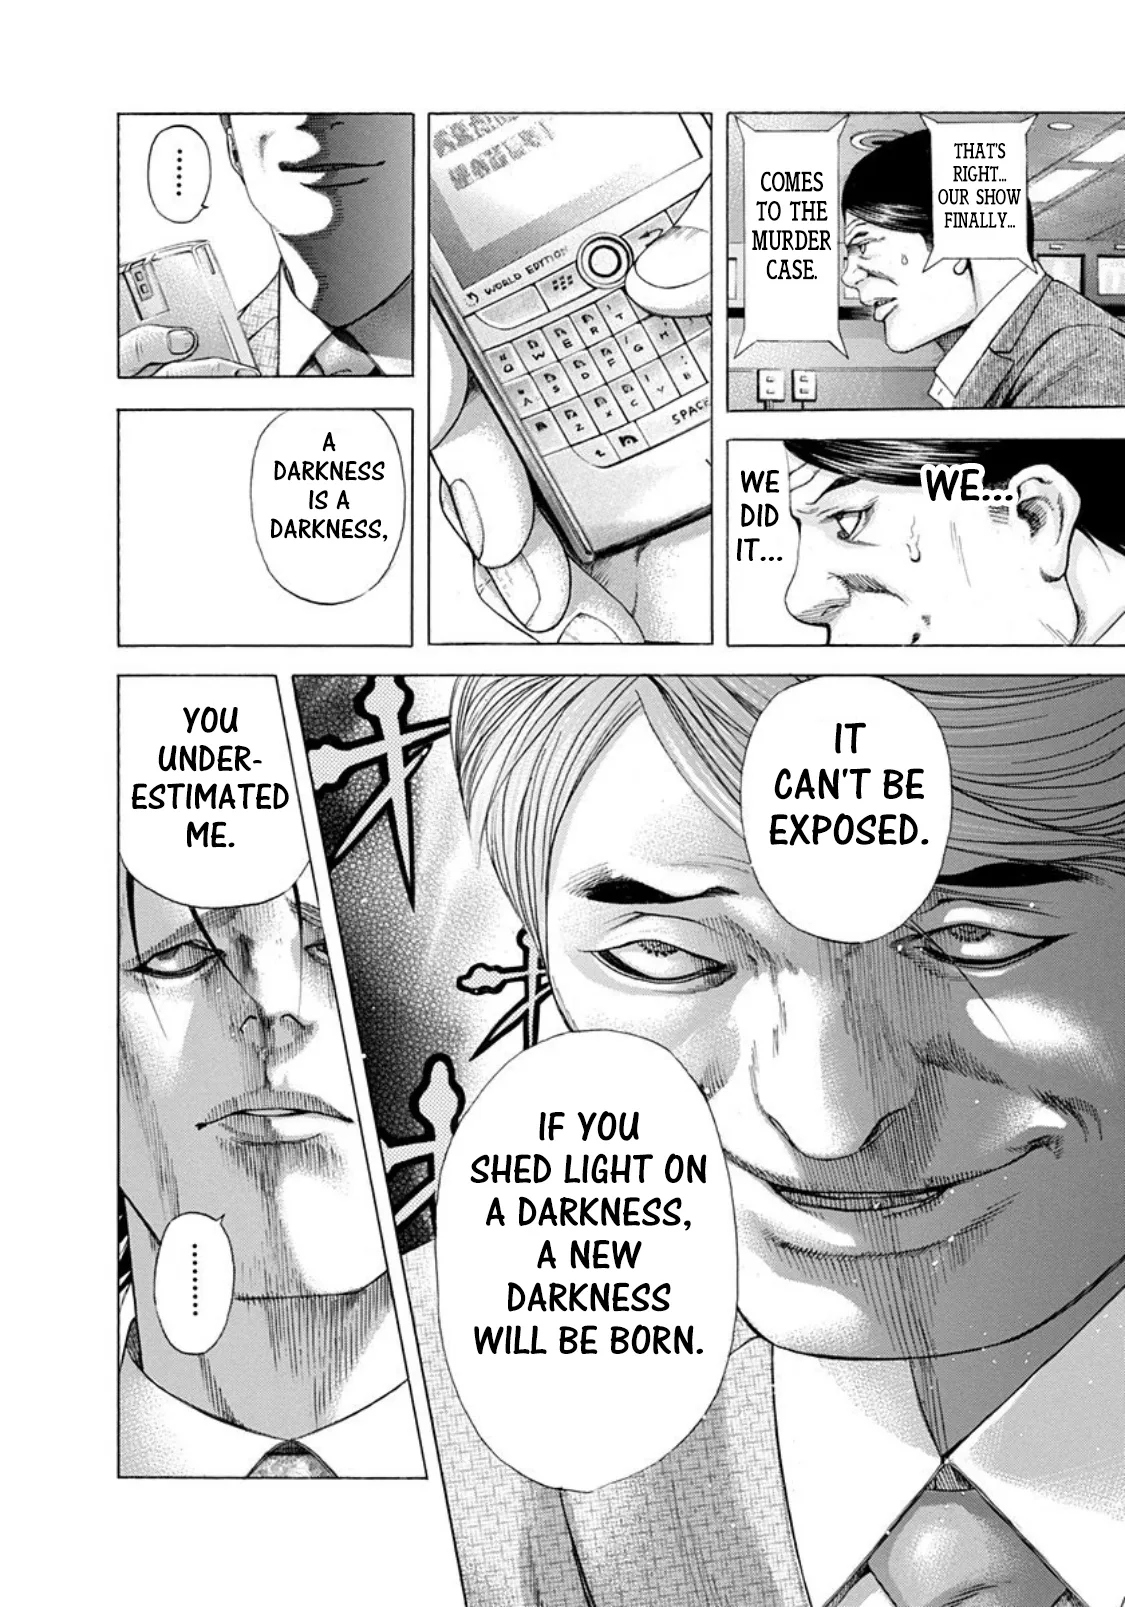 THAT'S
RIGHT...
OUR SHOW
FINALLY...
COMES
TO THE
MURDER
CASE.
WE...
WE
DID
IT...
WORLD EDYTION
Q W E R T
SPACE
A
DARKNESS
IS A
DARKNESS,
IT
CAN'T BE
EXPOSED.
IF YOU
SHED LIGHT ON
A DARKNESS,
A NEW
DARKNESS
WILL BE BORN.
YOU
UNDER-
ESTIMATED
ME.